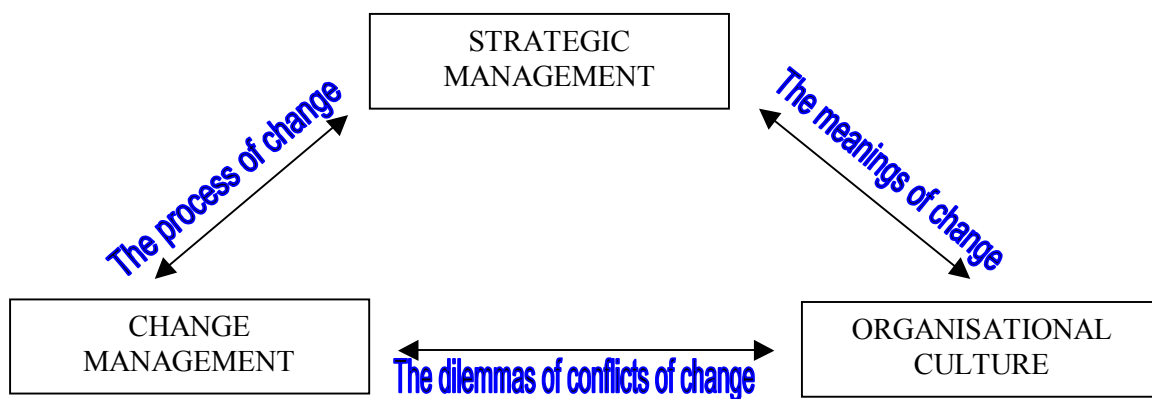 STRATEGIC
MANAGEMENT
The process of change
The meanings of change
CHANGE
MANAGEMENT
The dilemmas of conflicts of change
ORGANISATIONAL
CULTURE